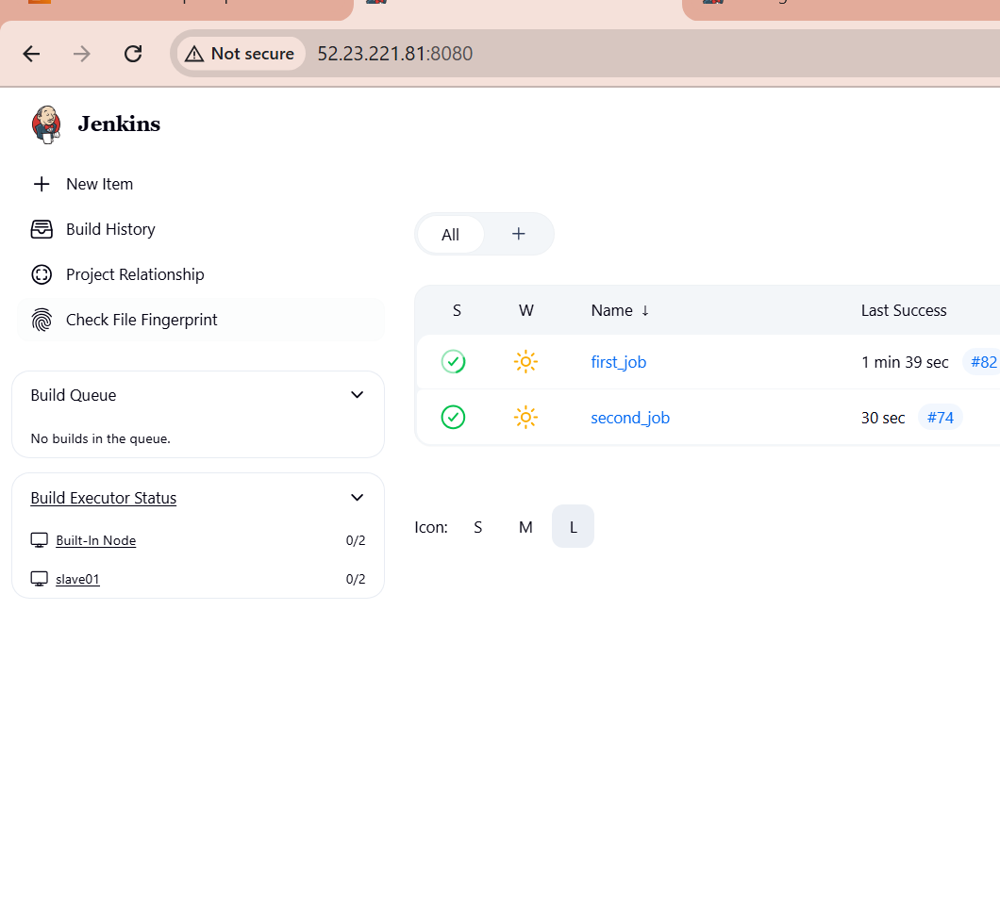 Not secure 52.23.221.81:8080
Jenkins
New Item
Build History
Project Relationship
Check File Fingerprint
Build Queue
No builds in the queue.
Build Executor Status
Built-In Node 0/2
slave01 0/2
All +
S W Name ↓ Last Success
first_job 1 min 39 sec #82
second_job 30 sec #74
Icon: S M L